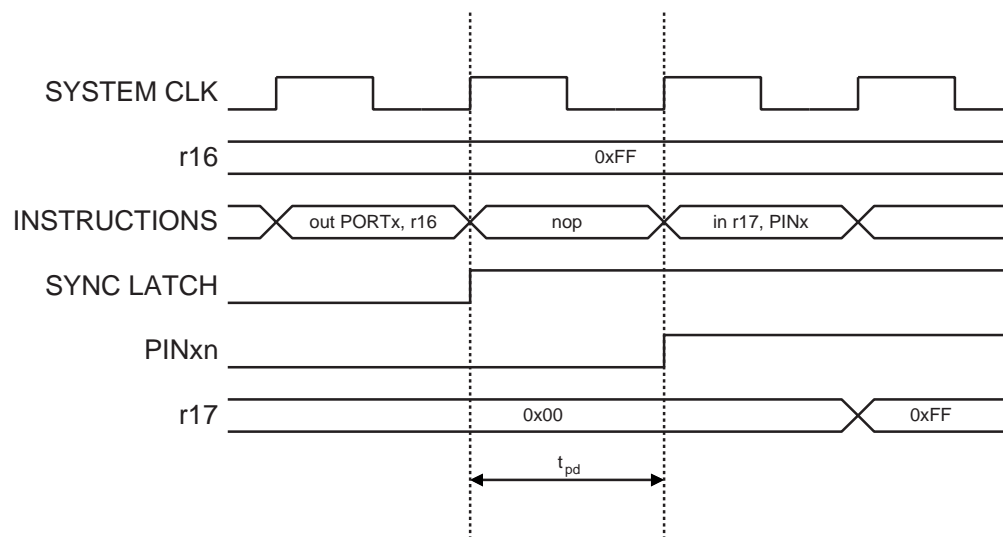 SYSTEM CLK
r16
0xFF
INSTRUCTIONS
out PORTx, r16
nop
in r17, PINx
SYNC LATCH
PINxn
r17
0x00
0xFF
tpd